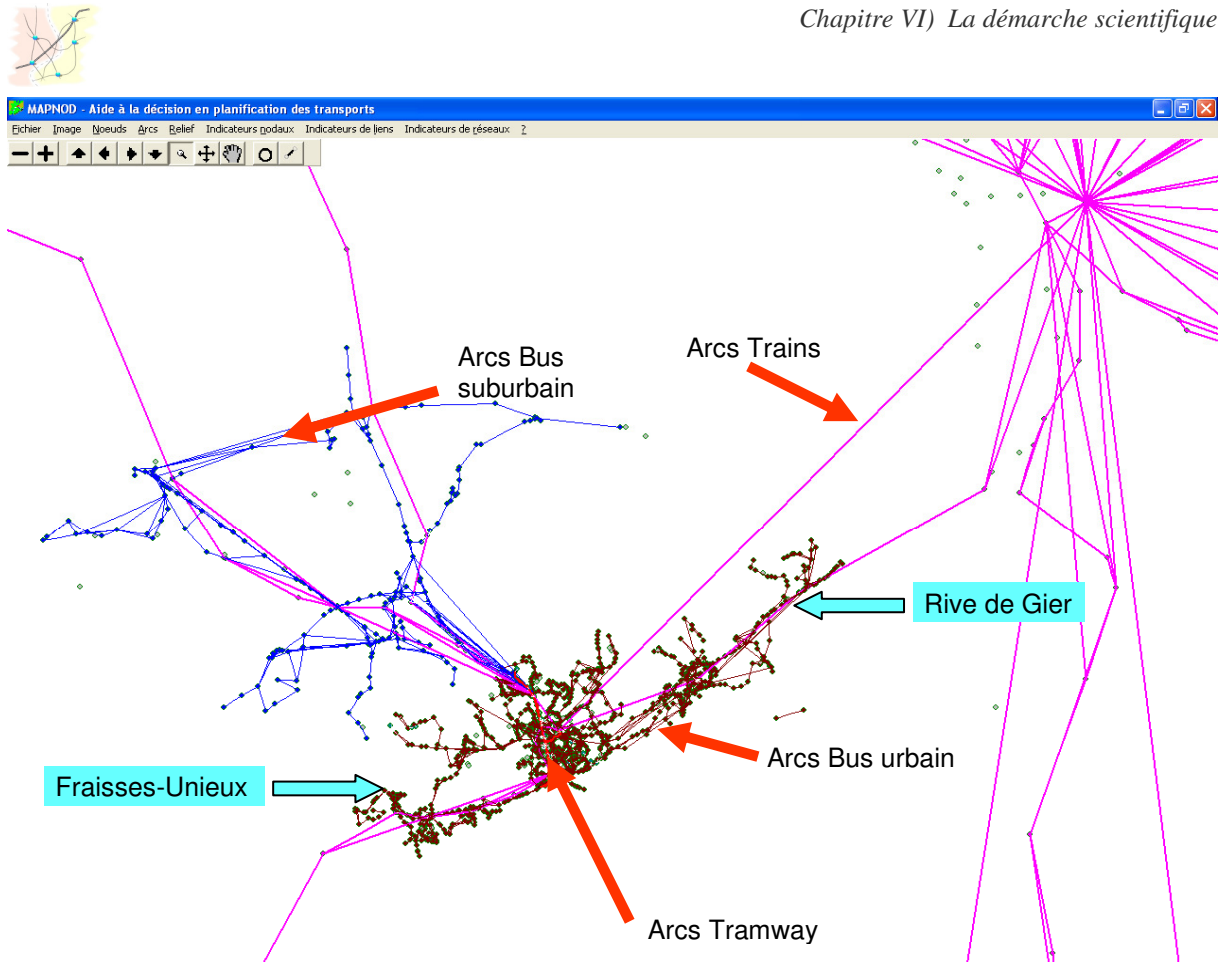 Chapitre VI) La démarche scientifique
MAPNOD - Aide à la décision en planification des transports
Fichier Image Noeuds Arcs Relief Indicateurs nodaux Indicateurs de liens Indicateurs de réseaux ?
Arcs Bus
suburbain
Arcs Trains
Rive de Gier
Arcs Bus urbain
Fraisses-Unieux
Arcs Tramway